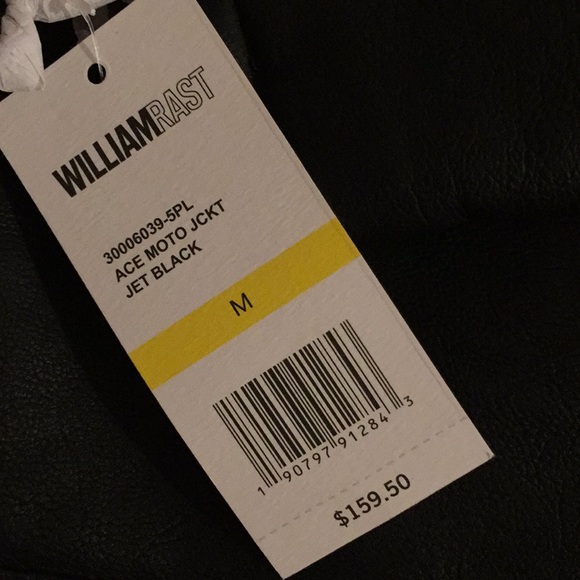 WILLIAMRAST
30006039-5PL
ACE MOTO JCKT
JET BLACK
M
1 90797 91284 3
$159.50